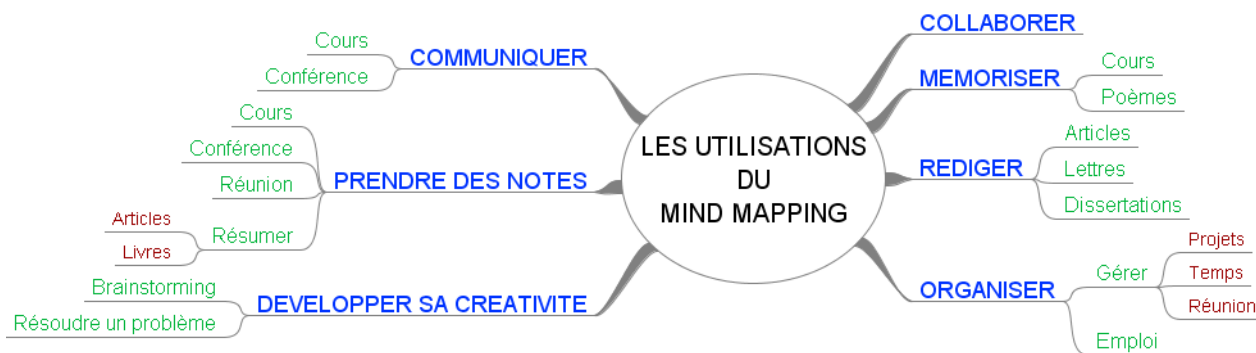 LES UTILISATIONS
DU
MIND MAPPING
COMMUNIQUER
Cours
Conférence
PRENDRE DES NOTES
Cours
Conférence
Réunion
Résumer
Articles
Livres
DEVELOPPER SA CREATIVITE
Brainstorming
Résoudre un problème
COLLABORER
MEMORISER
Cours
Poèmes
REDIGER
Articles
Lettres
Dissertations
ORGANISER
Gérer
Projets
Temps
Réunion
Emploi